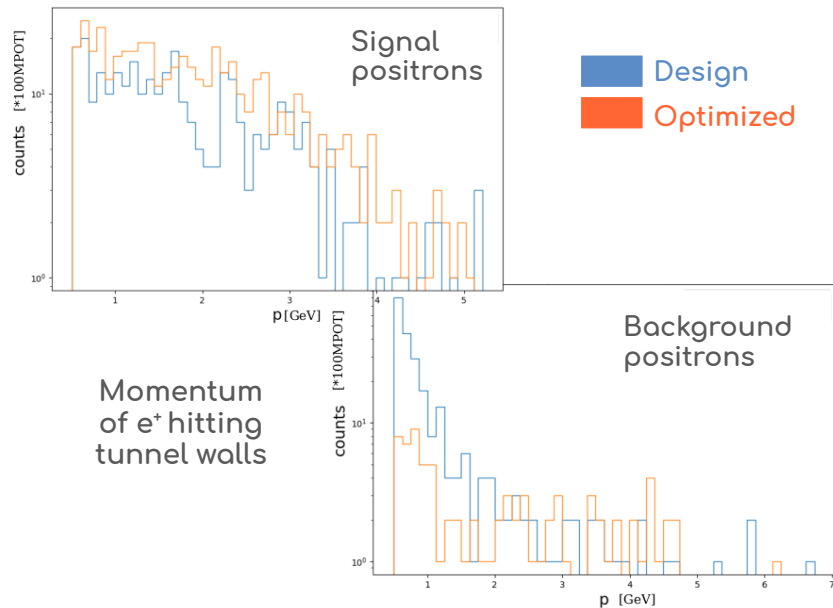 Signal
positrons
Design
Optimized
counts [*100MPOT]
10¹
10⁰
1 2 3 4 5
p [GeV]
Background
positrons
Momentum
of e⁺ hitting
tunnel walls
counts [*100MPOT]
10¹
10⁰
1 2 3 4 5 6 7
p [GeV]